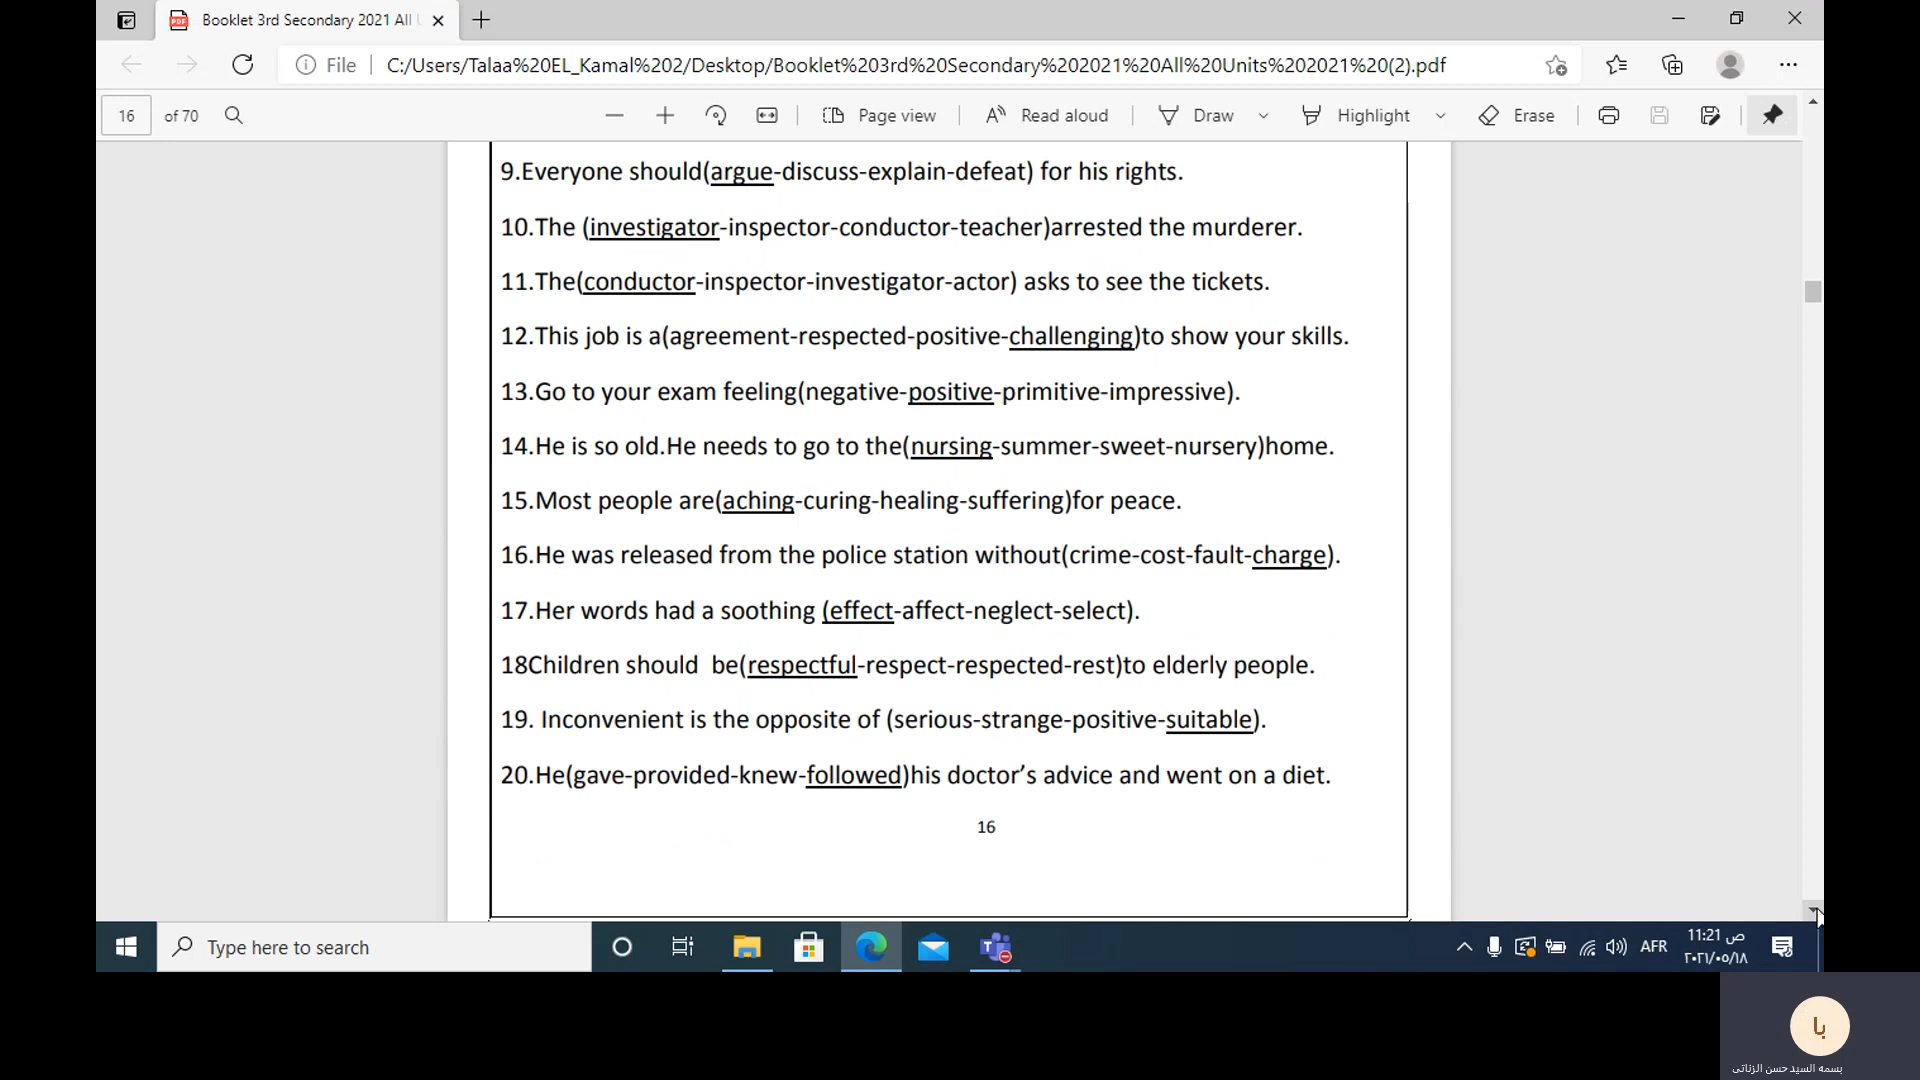 Booklet 3rd Secondary 2021 All
File
C:/Users/Talaa%20EL_Kamal%202/Desktop/Booklet%203rd%20Secondary%202021%20All%20Units%202021%20(2).pdf
16 of 70
Page view
Read aloud
Draw
Highlight
Erase
9.Everyone should(argue-discuss-explain-defeat) for his rights.
10.The (investigator-inspector-conductor-teacher)arrested the murderer.
11.The(conductor-inspector-investigator-actor) asks to see the tickets.
12.This job is a(agreement-respected-positive-challenging)to show your skills.
13.Go to your exam feeling(negative-positive-primitive-impressive).
14.He is so old.He needs to go to the(nursing-summer-sweet-nursery)home.
15.Most people are(aching-curing-healing-suffering)for peace.
16.He was released from the police station without(crime-cost-fault-charge).
17.Her words had a soothing (effect-affect-neglect-select).
18Children should  be(respectful-respect-respected-rest)to elderly people.
19. Inconvenient is the opposite of (serious-strange-positive-suitable).
20.He(gave-provided-knew-followed)his doctor’s advice and went on a diet.
16
Type here to search
AFR
11:21 ص
٢٠٢١/٠٥/١٨
با
بسمه السيد حسن الزناتى